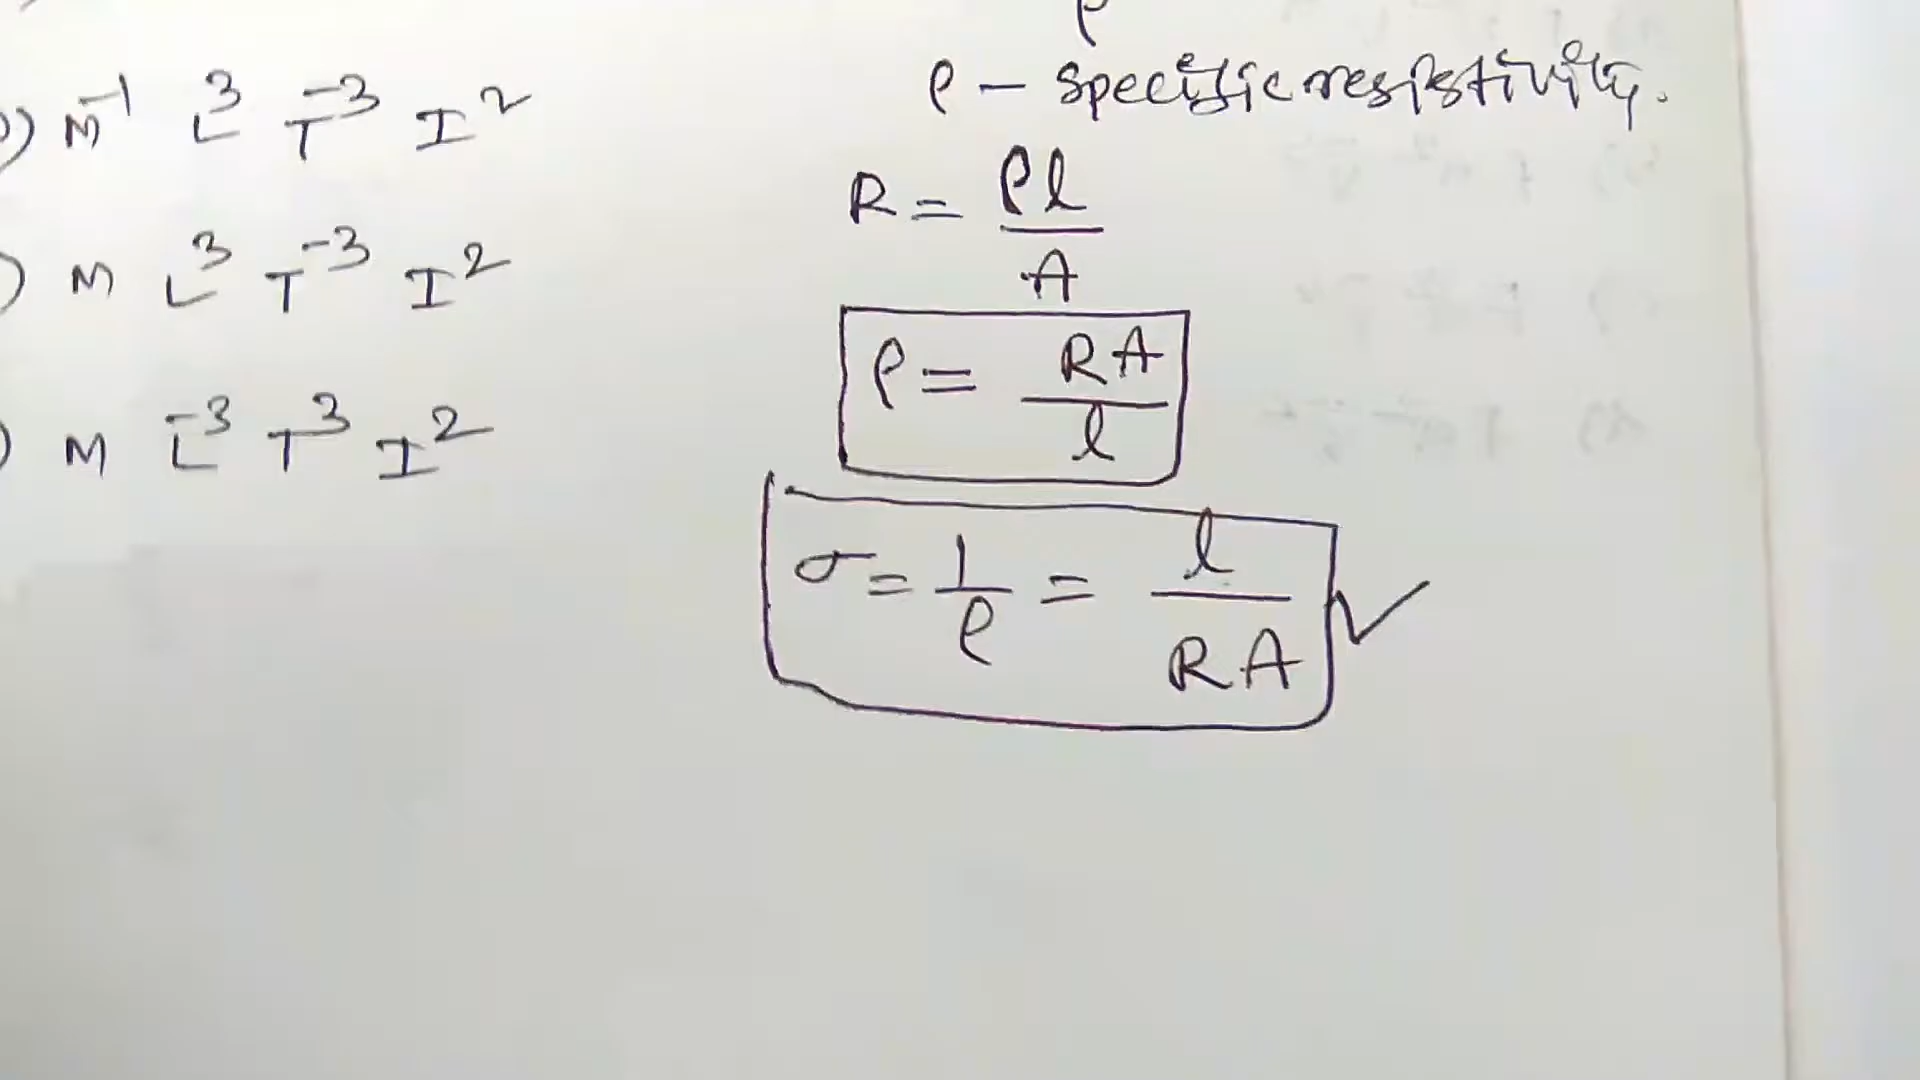 ρ
ρ – specific resistivity.
) M⁻¹ L³ T⁻³ I²
) M L³ T⁻³ I²
) M L⁻³ T³ I²
R = ρl/A
ρ = RA/l
σ = 1/ρ = l/RA ✓